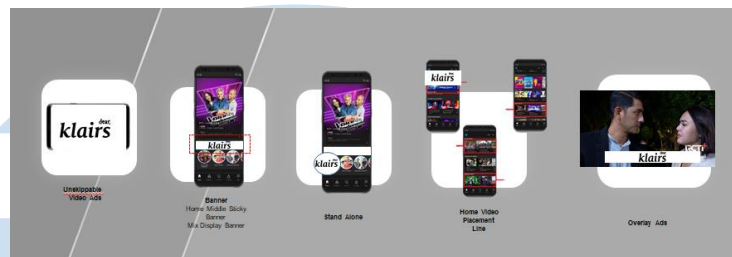 dear,
klairs
Unskippable
Video Ads
klairs
Banner
Home Middle Sticky
Banner
Mix Display Banner
klairs
Stand Alone
klairs
Home Video
Placement
Line
klairs
Overlay Ads